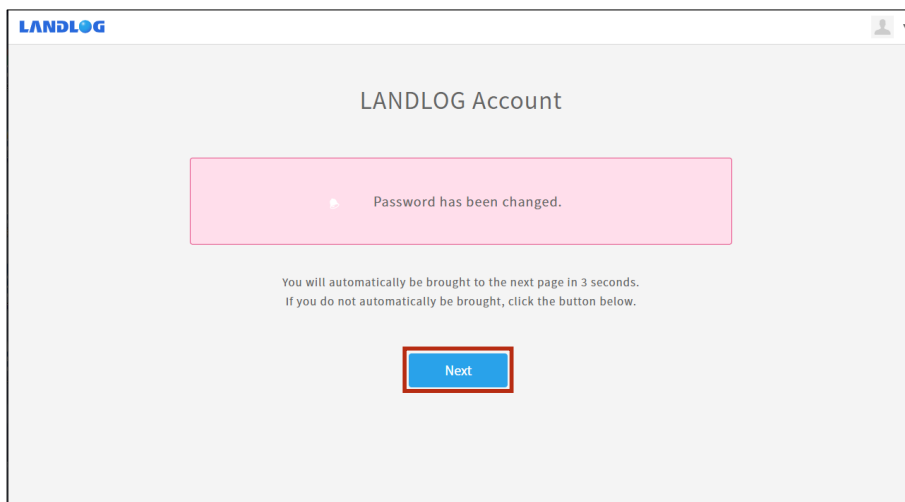 LANDLOG
LANDLOG Account
Password has been changed.
You will automatically be brought to the next page in 3 seconds.
If you do not automatically be brought, click the button below.
Next